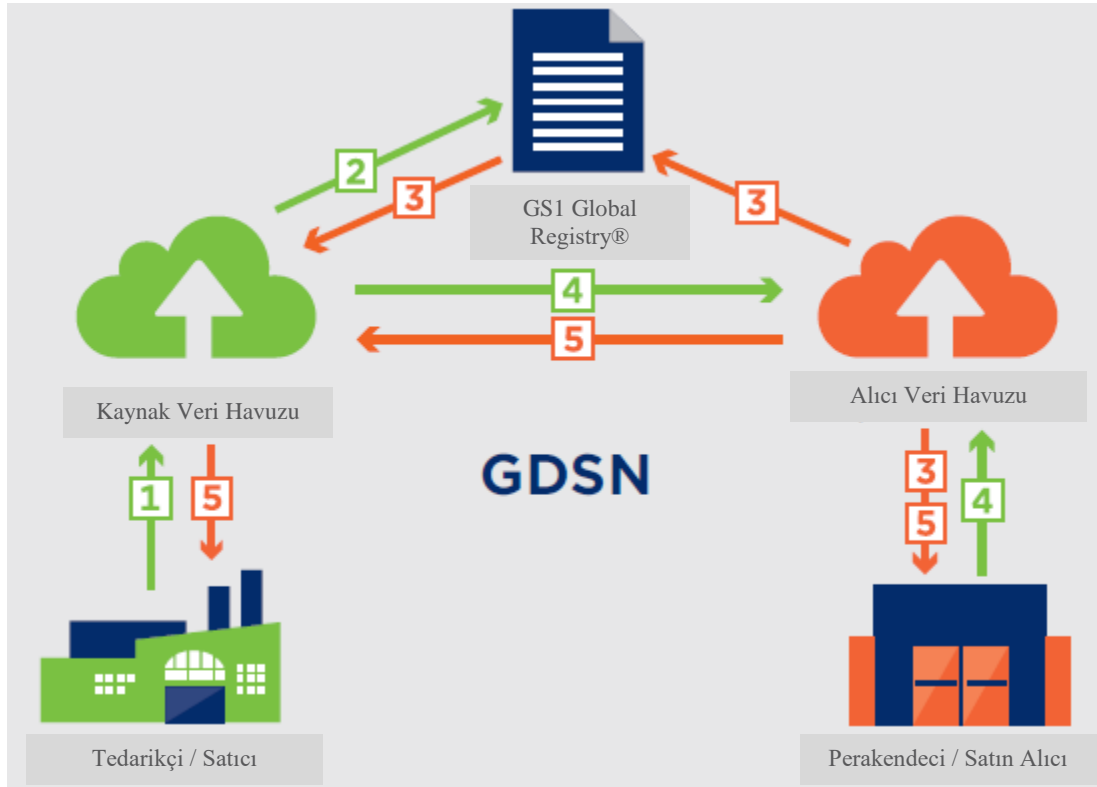 2
3
3
GS1 Global
Registry®
4
5
Kaynak Veri Havuzu
Alıcı Veri Havuzu
GDSN
1
5
3
5
4
Tedarikçi / Satıcı
Perakendeci / Satın Alıcı